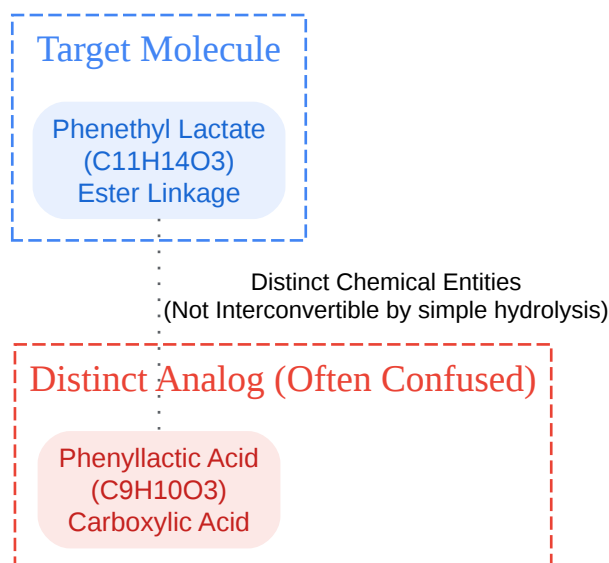 Target Molecule
Phenethyl Lactate
(C11H14O3)
Ester Linkage
Distinct Chemical Entities
(Not Interconvertible by simple hydrolysis)
Distinct Analog (Often Confused)
Phenyllactic Acid
(C9H10O3)
Carboxylic Acid